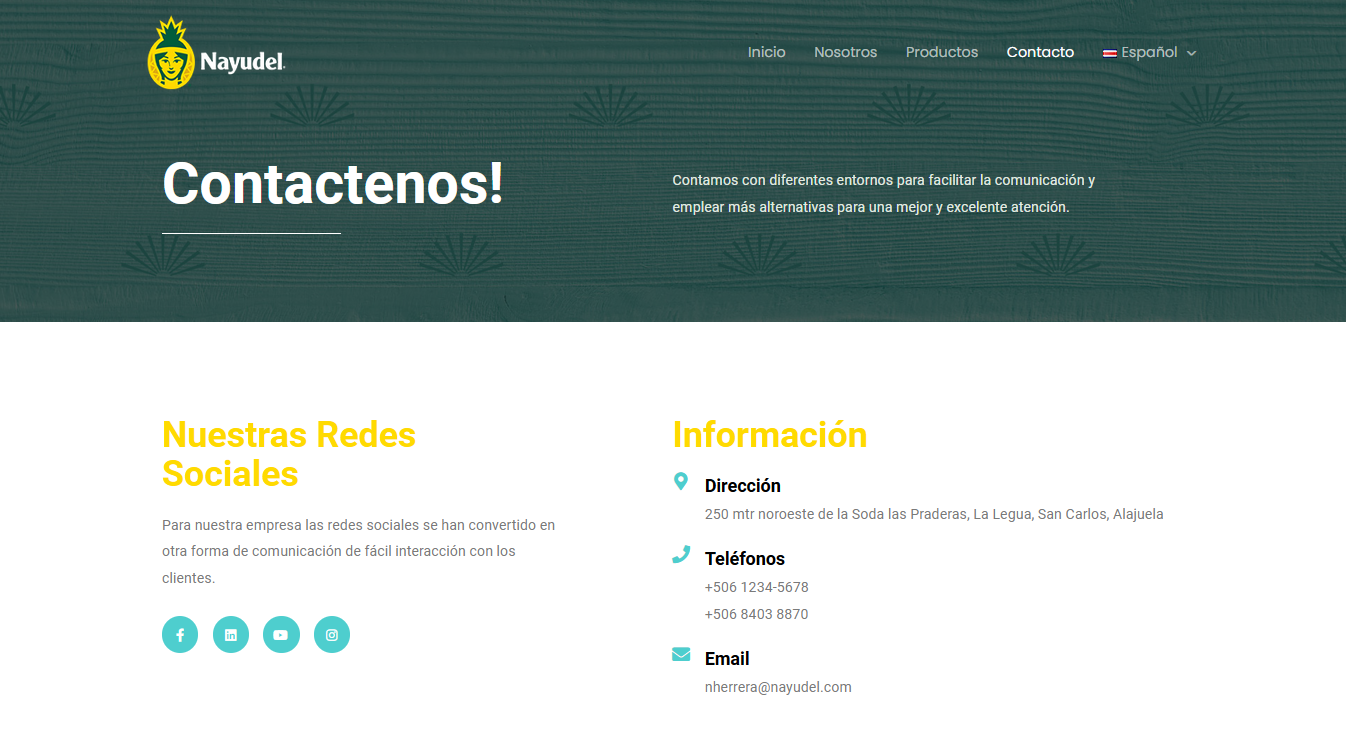 Nayudel
Inicio Nosotros Productos Contacto Español
Contactenos!
Contamos con diferentes entornos para facilitar la comunicación y
emplear más alternativas para una mejor y excelente atención.
Nuestras Redes
Sociales
Para nuestra empresa las redes sociales se han convertido en
otra forma de comunicación de fácil interacción con los
clientes.
Información
Dirección
250 mtr noroeste de la Soda las Praderas, La Legua, San Carlos, Alajuela
Teléfonos
+506 1234-5678
+506 8403 8870
Email
nherrera@nayudel.com